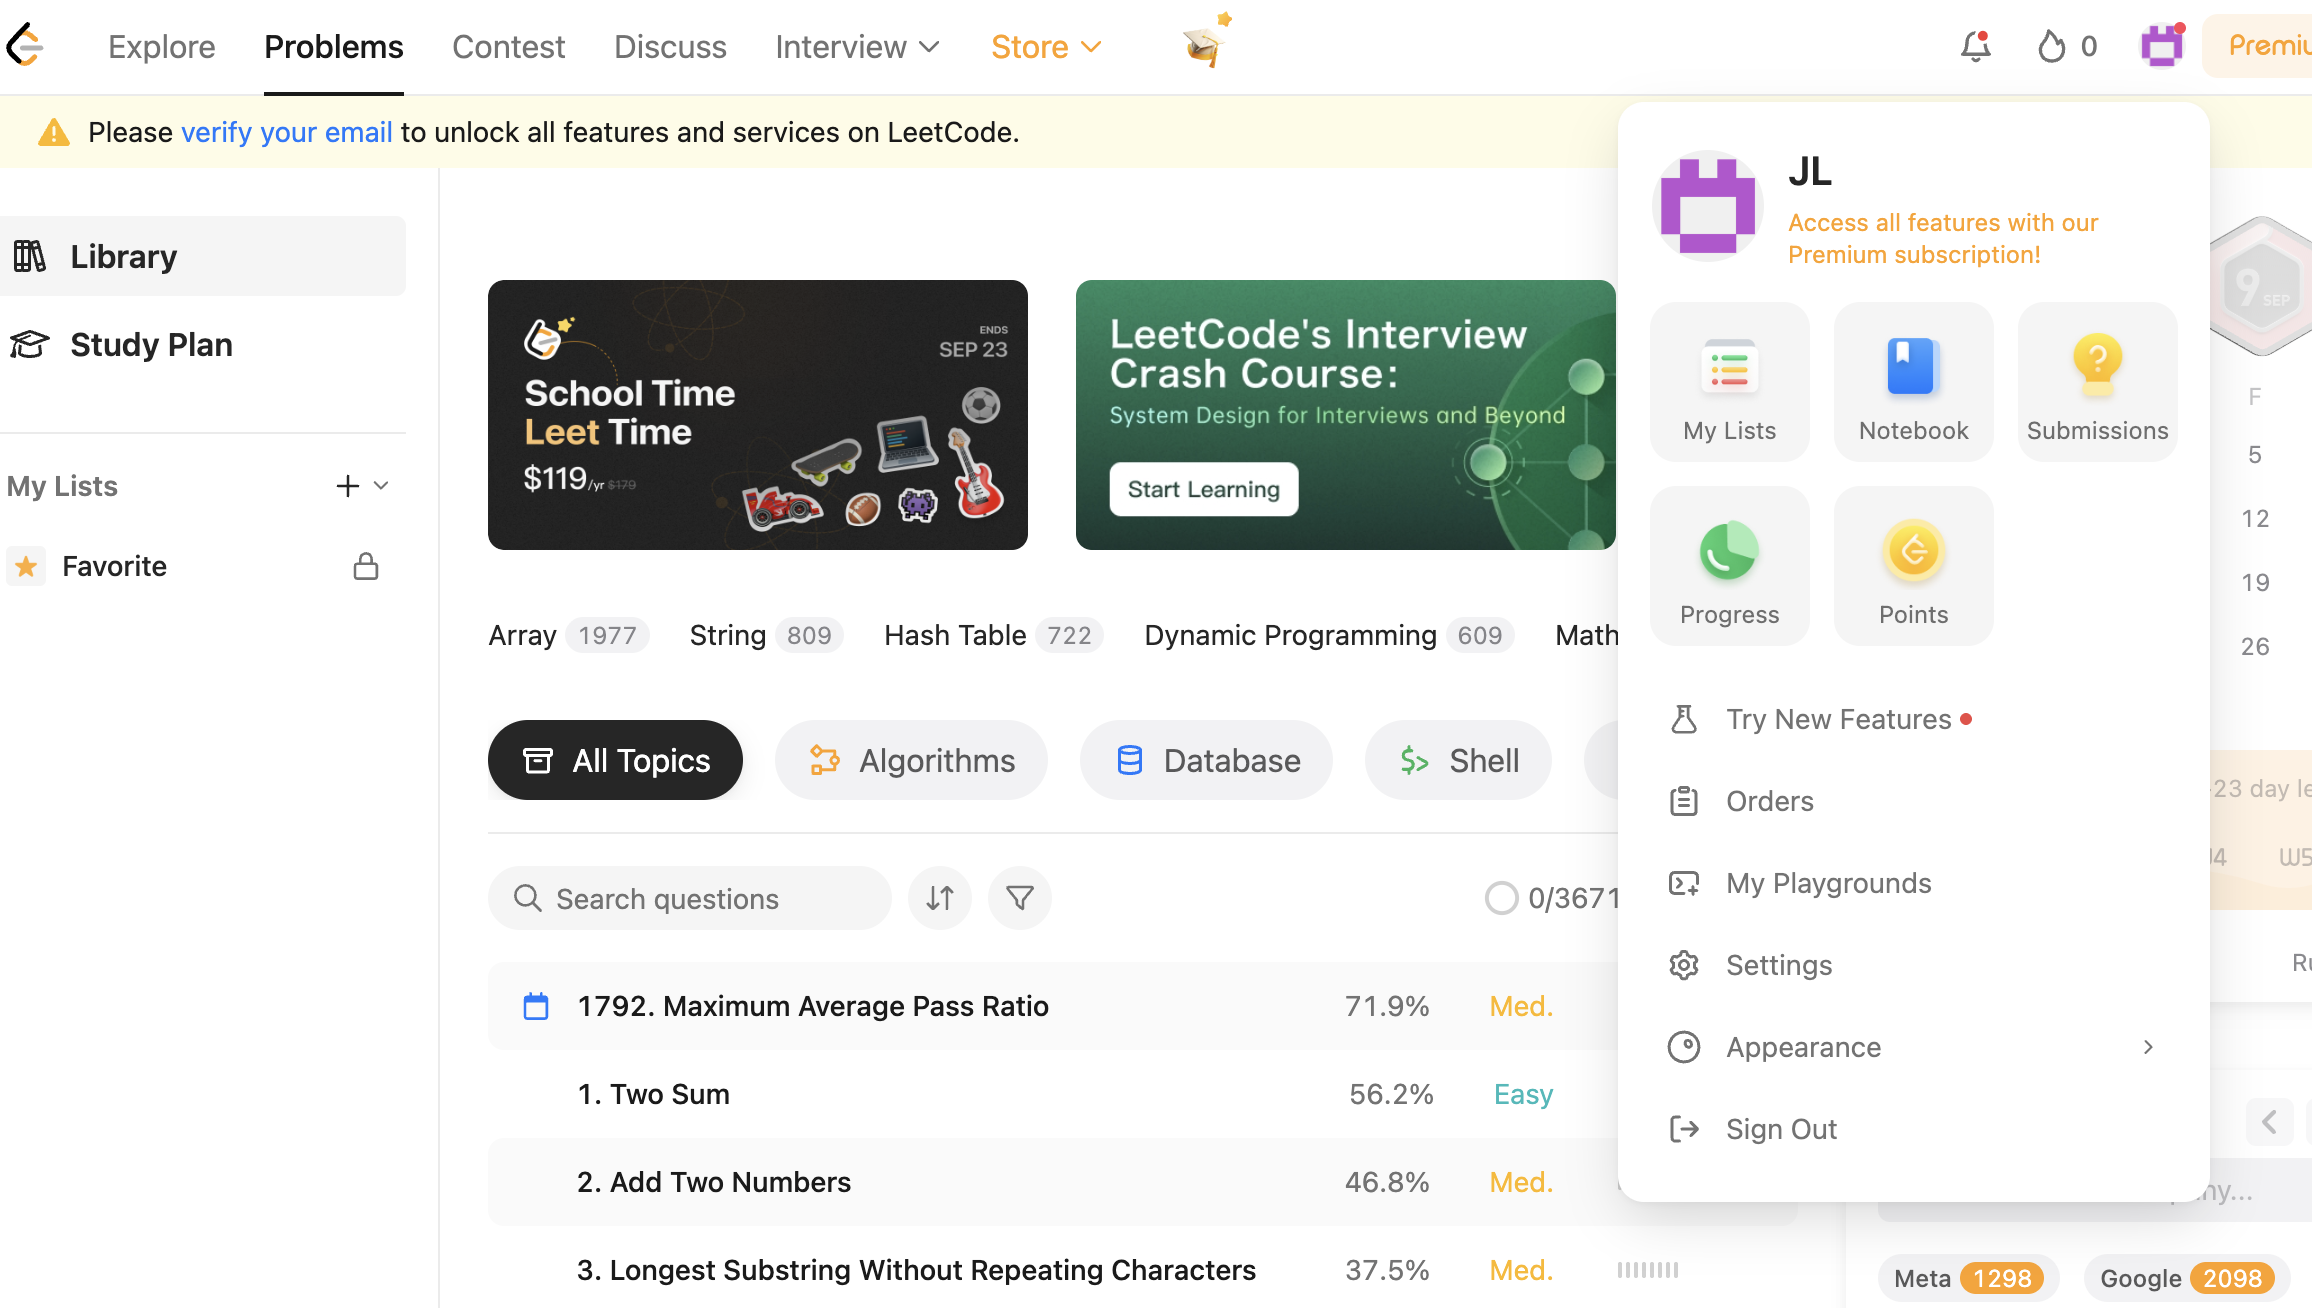 Explore Problems Contest Discuss Interview Store 0
Please verify your email to unlock all features and services on LeetCode.
Library
Study Plan
My Lists
Favorite
ENDS
SEP 23
School Time
Leet Time
$119/yr $179
LeetCode's Interview
Crash Course:
System Design for Interviews and Beyond
Start Learning
Array 1977 String 809 Hash Table 722 Dynamic Programming 609 Math
All Topics Algorithms Database Shell
Search questions 0/3671
1792. Maximum Average Pass Ratio 71.9% Med.
1. Two Sum 56.2% Easy
2. Add Two Numbers 46.8% Med.
3. Longest Substring Without Repeating Characters 37.5% Med.
JL
Access all features with our
Premium subscription!
My Lists Notebook Submissions
Progress Points
Try New Features
Orders
My Playgrounds
Settings
Appearance
Sign Out
9 SEP
F
5
12
19
26
23 day
W5
Meta 1298 Google 2098